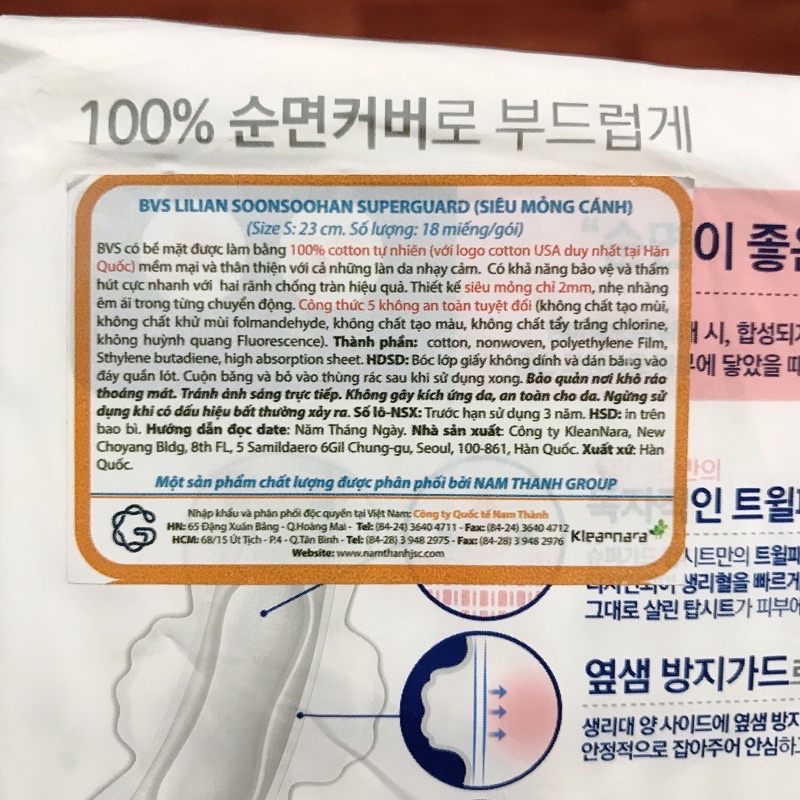 100% 순면커버로 부드럽게
BVS LILIAN SOONSOOHAN SUPERGUARD (SIÊU MỎNG CÁNH)
(Size S: 23 cm. Số lượng: 18 miếng/gói)
BVS có bề mặt được làm bằng 100% cotton tự nhiên (với logo cotton USA duy nhất tại Hàn
Quốc) mềm mại và thân thiện với cả những làn da nhạy cảm. Có khả năng bảo vệ và thấm
hút cực nhanh với hai rãnh chống tràn hiệu quả. Thiết kế siêu mỏng chỉ 2mm, nhẹ nhàng
êm ái trong từng chuyển động. Công thức 5 không an toàn tuyệt đối (không chất tạo mùi,
không chất khử mùi folmandehyde, không chất tạo màu, không chất tẩy trắng chlorine,
không huỳnh quang Fluorescence). Thành phần: cotton, nonwoven, polyethylene Film,
Sthylene butadiene, high absorption sheet. HDSD: Bóc lớp giấy không dính và dán băng vào
đáy quần lót. Cuộn băng và bỏ vào thùng rác sau khi sử dụng xong. Bảo quản nơi khô ráo
thoáng mát. Tránh ánh sáng trực tiếp. Không gây kích ứng da, an toàn cho da. Ngừng sử
dụng khi có dấu hiệu bất thường xảy ra. Số lô-NSX: Trước hạn sử dụng 3 năm. HSD: in trên
bao bì. Hướng dẫn đọc date: Năm Tháng Ngày. Nhà sản xuất: Công ty KleanNara, New
Choyang Bldg, 8th FL, 5 Samildaero 6Gil Chung-gu, Seoul, 100-861, Hàn Quốc. Xuất xứ: Hàn
Quốc.
Một sản phẩm chất lượng được phân phối bởi NAM THANH GROUP
Nhập khẩu và phân phối độc quyền tại Việt Nam: Công ty Quốc tế Nam Thành
HN: 65 Đặng Xuân Bảng - Q.Hoàng Mai - Tel: (84-24) 3640 4711 - Fax: (84-24) 3640 4712
HCM: 68/15 Út Tịch - P.4 - Q.Tân Bình - Tel: (84-28) 3 948 2975 - Fax: (84-28) 3 948 2976
Website: www.namthanhjsc.com
Kleannara
이 좋은
시, 합성되
에 닿았을 때
인 트윌
시트만의 트윌패
생리혈을 빠르게
그대로 살린 탑시트가 피부에
옆샘 방지가드
생리대 양 사이드에 옆샘 방지
안정적으로 잡아주어 안심하